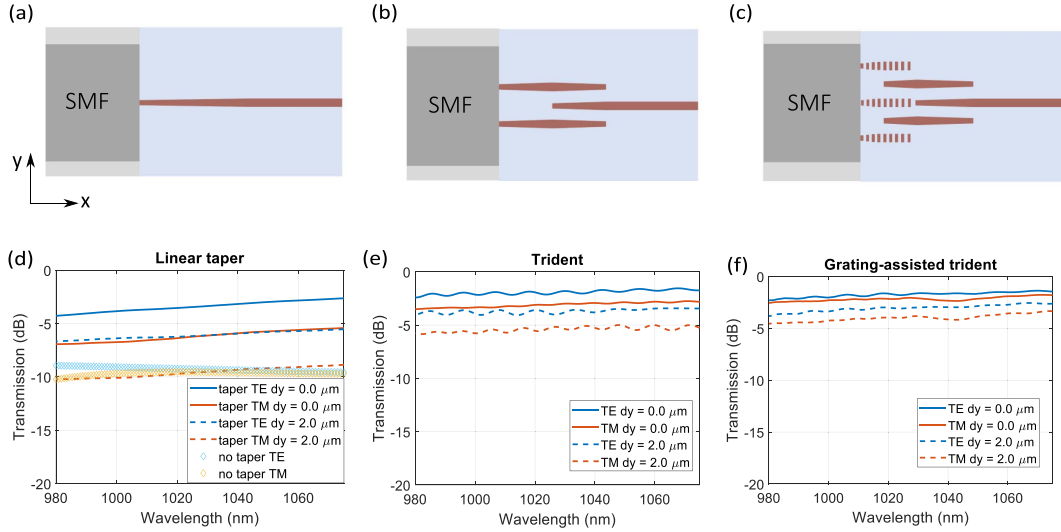 (a)
(b)
(c)
SMF
SMF
SMF
y
x
(d)
Linear taper
0
-5
-10
-15
-20
Transmission (dB)
980
1000
1020
1040
1060
Wavelength (nm)
taper TE dy = 0.0 μm
taper TM dy = 0.0 μm
taper TE dy = 2.0 μm
taper TM dy = 2.0 μm
no taper TE
no taper TM
(e)
Trident
0
-5
-10
-15
-20
Transmission (dB)
980
1000
1020
1040
1060
Wavelength (nm)
TE dy = 0.0 μm
TM dy = 0.0 μm
TE dy = 2.0 μm
TM dy = 2.0 μm
(f)
Grating-assisted trident
0
-5
-10
-15
-20
Transmission (dB)
980
1000
1020
1040
1060
Wavelength (nm)
TE dy = 0.0 μm
TM dy = 0.0 μm
TE dy = 2.0 μm
TM dy = 2.0 μm